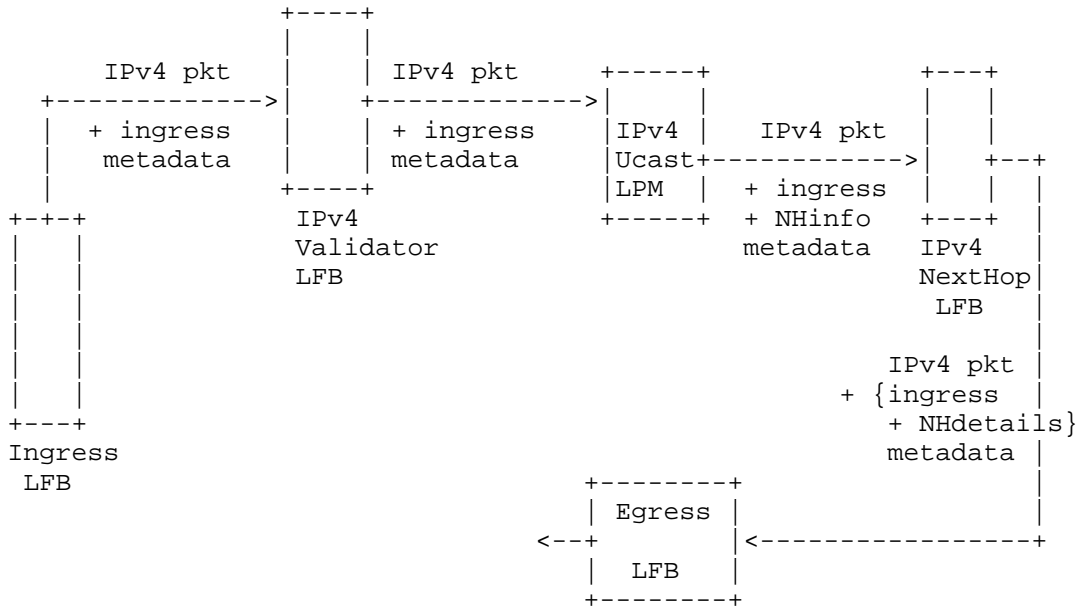 IPv4 pkt
IPv4 pkt
+ ingress
metadata
+ ingress
metadata
IPv4
Ucast
LPM
IPv4 pkt
+ ingress
+ NHinfo
metadata
IPv4
Validator
LFB
IPv4
NextHop
LFB
Ingress
LFB
IPv4 pkt
+ {ingress
+ NHdetails}
metadata
Egress
LFB